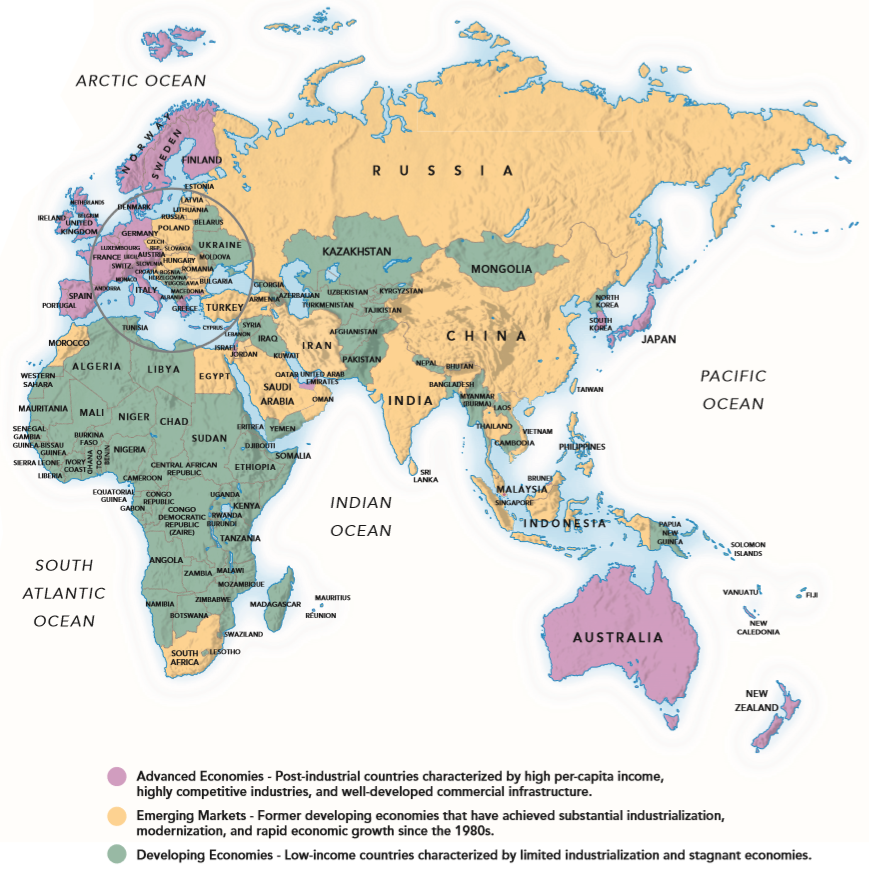 ARCTIC OCEAN
NORWAY
SWEDEN
FINLAND
RUSSIA
ESTONIA
LATVIA
LITHUANIA
RUSSIA
BELARUS
NETHERLANDS
BELGIUM
IRELAND
UNITED
KINGDOM
DENMARK
GERMANY
POLAND
CZECH
REP.
SLOVAKIA
UKRAINE
LUXEMBOURG
FRANCE
LIECH.
AUSTRIA
HUNGARY
MOLDOVA
SWITZ.
SLOVENIA
ROMANIA
CROATIA
BOSNIA-
HERZEGOVINA
YUGOSLAVIA
BULGARIA
MONACO
ANDORRA
ITALY
MACEDONIA
ALBANIA
SPAIN
PORTUGAL
GREECE
TURKEY
CYPRUS
GEORGIA
ARMENIA
AZERBAIJAN
KAZAKHSTAN
UZBEKISTAN
TURKMENISTAN
KYRGYZSTAN
TAJIKISTAN
MONGOLIA
NORTH
KOREA
SOUTH
KOREA
JAPAN
CHINA
TUNISIA
MOROCCO
ALGERIA
LIBYA
EGYPT
WESTERN
SAHARA
SYRIA
LEBANON
ISRAEL
JORDAN
IRAQ
KUWAIT
IRAN
AFGHANISTAN
PAKISTAN
QATAR
UNITED ARAB
EMIRATES
SAUDI
ARABIA
OMAN
YEMEN
NEPAL
BHUTAN
BANGLADESH
INDIA
SRI
LANKA
MYANMAR
(BURMA)
LAOS
THAILAND
VIETNAM
CAMBODIA
TAIWAN
PHILIPPINES
PACIFIC
OCEAN
MAURITANIA
MALI
NIGER
CHAD
SUDAN
ERITREA
DJIBOUTI
SOMALIA
ETHIOPIA
SENEGAL
GAMBIA
GUINEA-BISSAU
GUINEA
SIERRA LEONE
LIBERIA
IVORY
COAST
BURKINA
FASO
GHANA
TOGO
BENIN
NIGERIA
CAMEROON
CENTRAL AFRICAN
REPUBLIC
EQUATORIAL
GUINEA
GABON
CONGO
REPUBLIC
CONGO
DEMOCRATIC
REPUBLIC
(ZAIRE)
UGANDA
KENYA
RWANDA
BURUNDI
TANZANIA
ANGOLA
ZAMBIA
MALAWI
MOZAMBIQUE
NAMIBIA
ZIMBABWE
BOTSWANA
MADAGASCAR
MAURITIUS
RÉUNION
SWAZILAND
LESOTHO
SOUTH
AFRICA
SOUTH
ATLANTIC
OCEAN
INDIAN
OCEAN
BRUNEI
MALAYSIA
SINGAPORE
INDONESIA
PAPUA
NEW
GUINEA
SOLOMON
ISLANDS
VANUATU
FIJI
NEW
CALEDONIA
AUSTRALIA
NEW
ZEALAND
Advanced Economies - Post-industrial countries characterized by high per-capita income,
highly competitive industries, and well-developed commercial infrastructure.
Emerging Markets - Former developing economies that have achieved substantial industrialization,
modernization, and rapid economic growth since the 1980s.
Developing Economies - Low-income countries characterized by limited industrialization and stagnant economies.